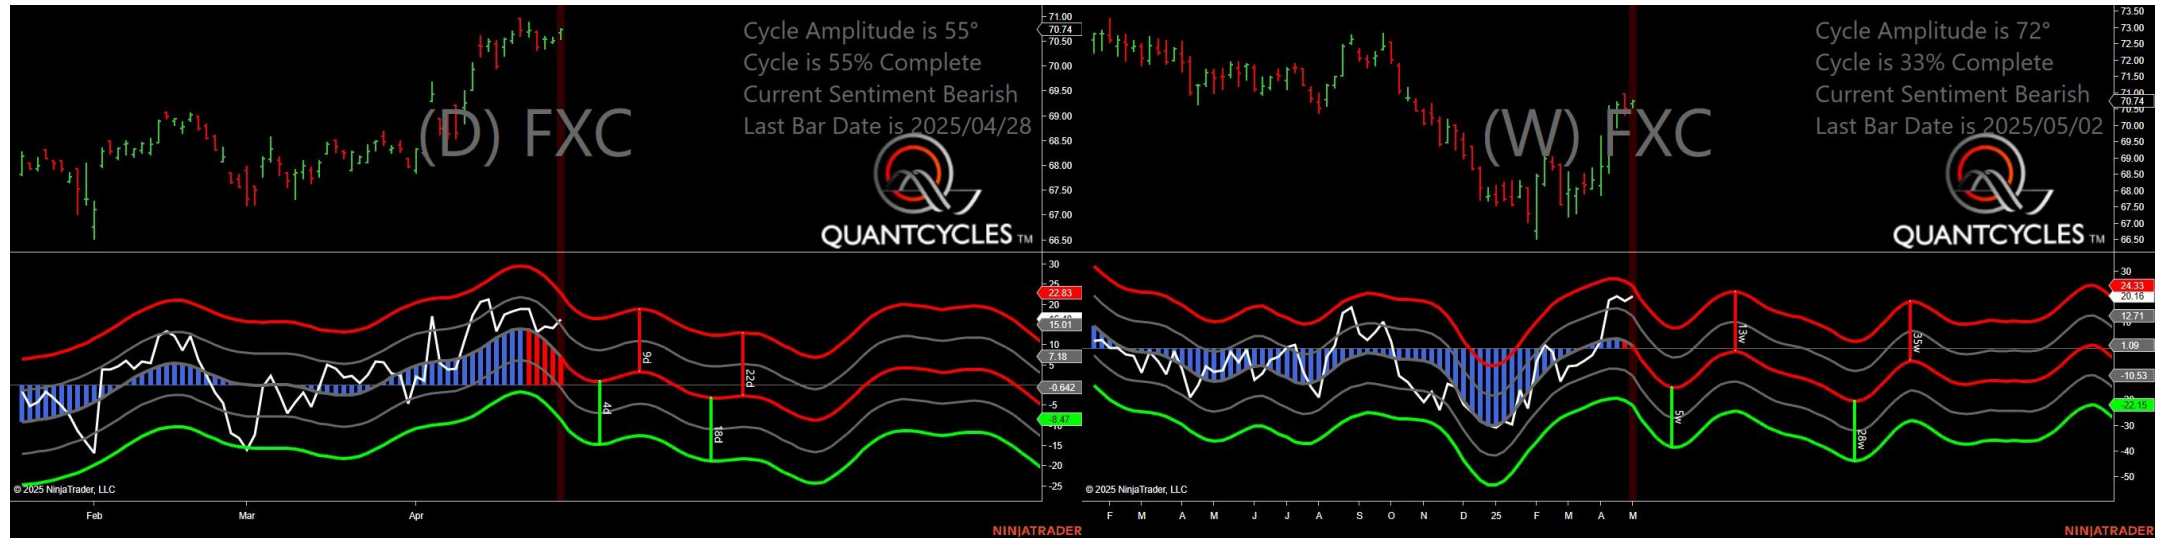 Cycle Amplitude is 55°
Cycle is 55% Complete
Current Sentiment Bearish
Last Bar Date is 2025/04/28
(D) FXC
QUANTCYCLES TM
71.00
70.74
70.50
70.00
69.50
69.00
68.50
68.00
67.50
67.00
66.50
30
22.83
20
15.01
10
7.18
5
-0.642
-5
-8.47
-15
-20
-25
4d
9d
18d
22d
© 2025 NinjaTrader, LLC
Feb
Mar
Apr
NINJATRADER
Cycle Amplitude is 72°
Cycle is 33% Complete
Current Sentiment Bearish
Last Bar Date is 2025/05/02
(W) FXC
QUANTCYCLES TM
73.50
73.00
72.50
72.00
71.50
71.00
70.74
70.50
70.00
69.50
69.00
68.50
68.00
67.50
67.00
66.50
30
24.33
20.16
12.71
1.09
-10.53
-22.15
-30
-40
-50
5w
13w
28w
35w
© 2025 NinjaTrader, LLC
F M A M J J A S O N D 25 F M A M
NINJATRADER